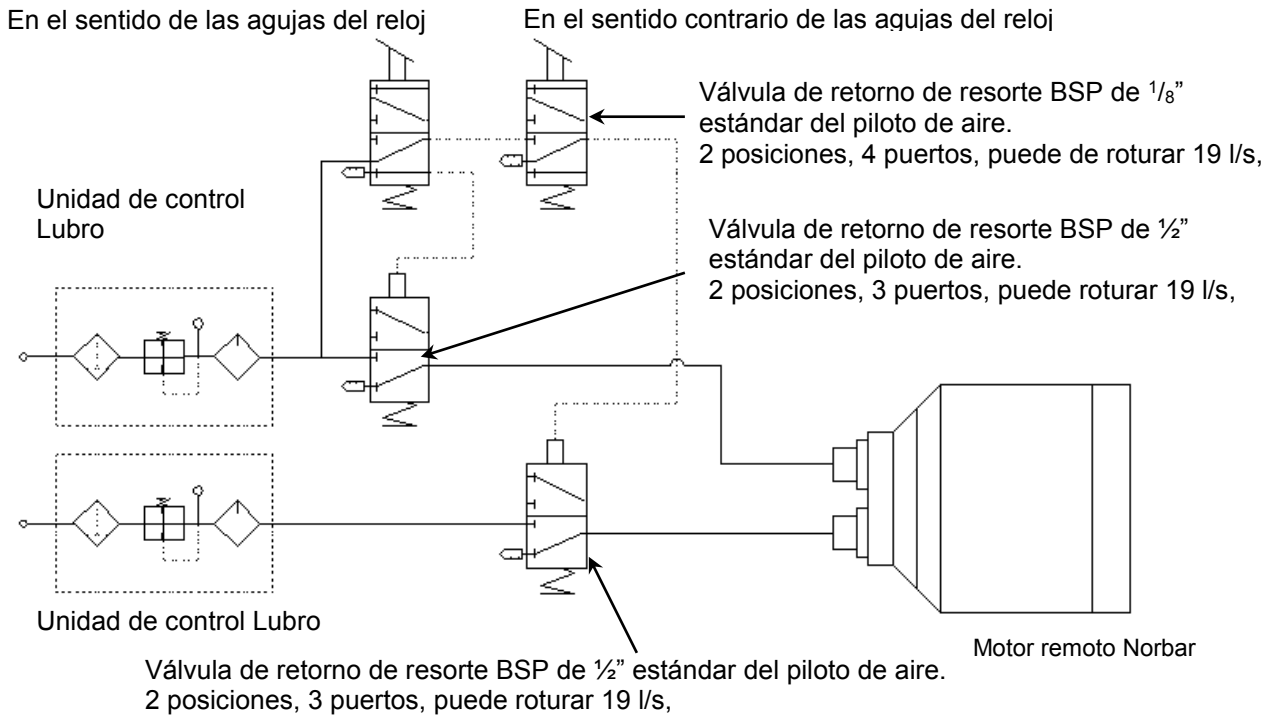 En el sentido de las agujas del reloj
En el sentido contrario de las agujas del reloj
Válvula de retorno de resorte BSP de 1/8”
estándar del piloto de aire.
2 posiciones, 4 puertos, puede de roturar 19 l/s,
Unidad de control
Lubro
Válvula de retorno de resorte BSP de ½”
estándar del piloto de aire.
2 posiciones, 3 puertos, puede roturar 19 l/s,
Unidad de control Lubro
Motor remoto Norbar
Válvula de retorno de resorte BSP de ½” estándar del piloto de aire.
2 posiciones, 3 puertos, puede roturar 19 l/s,